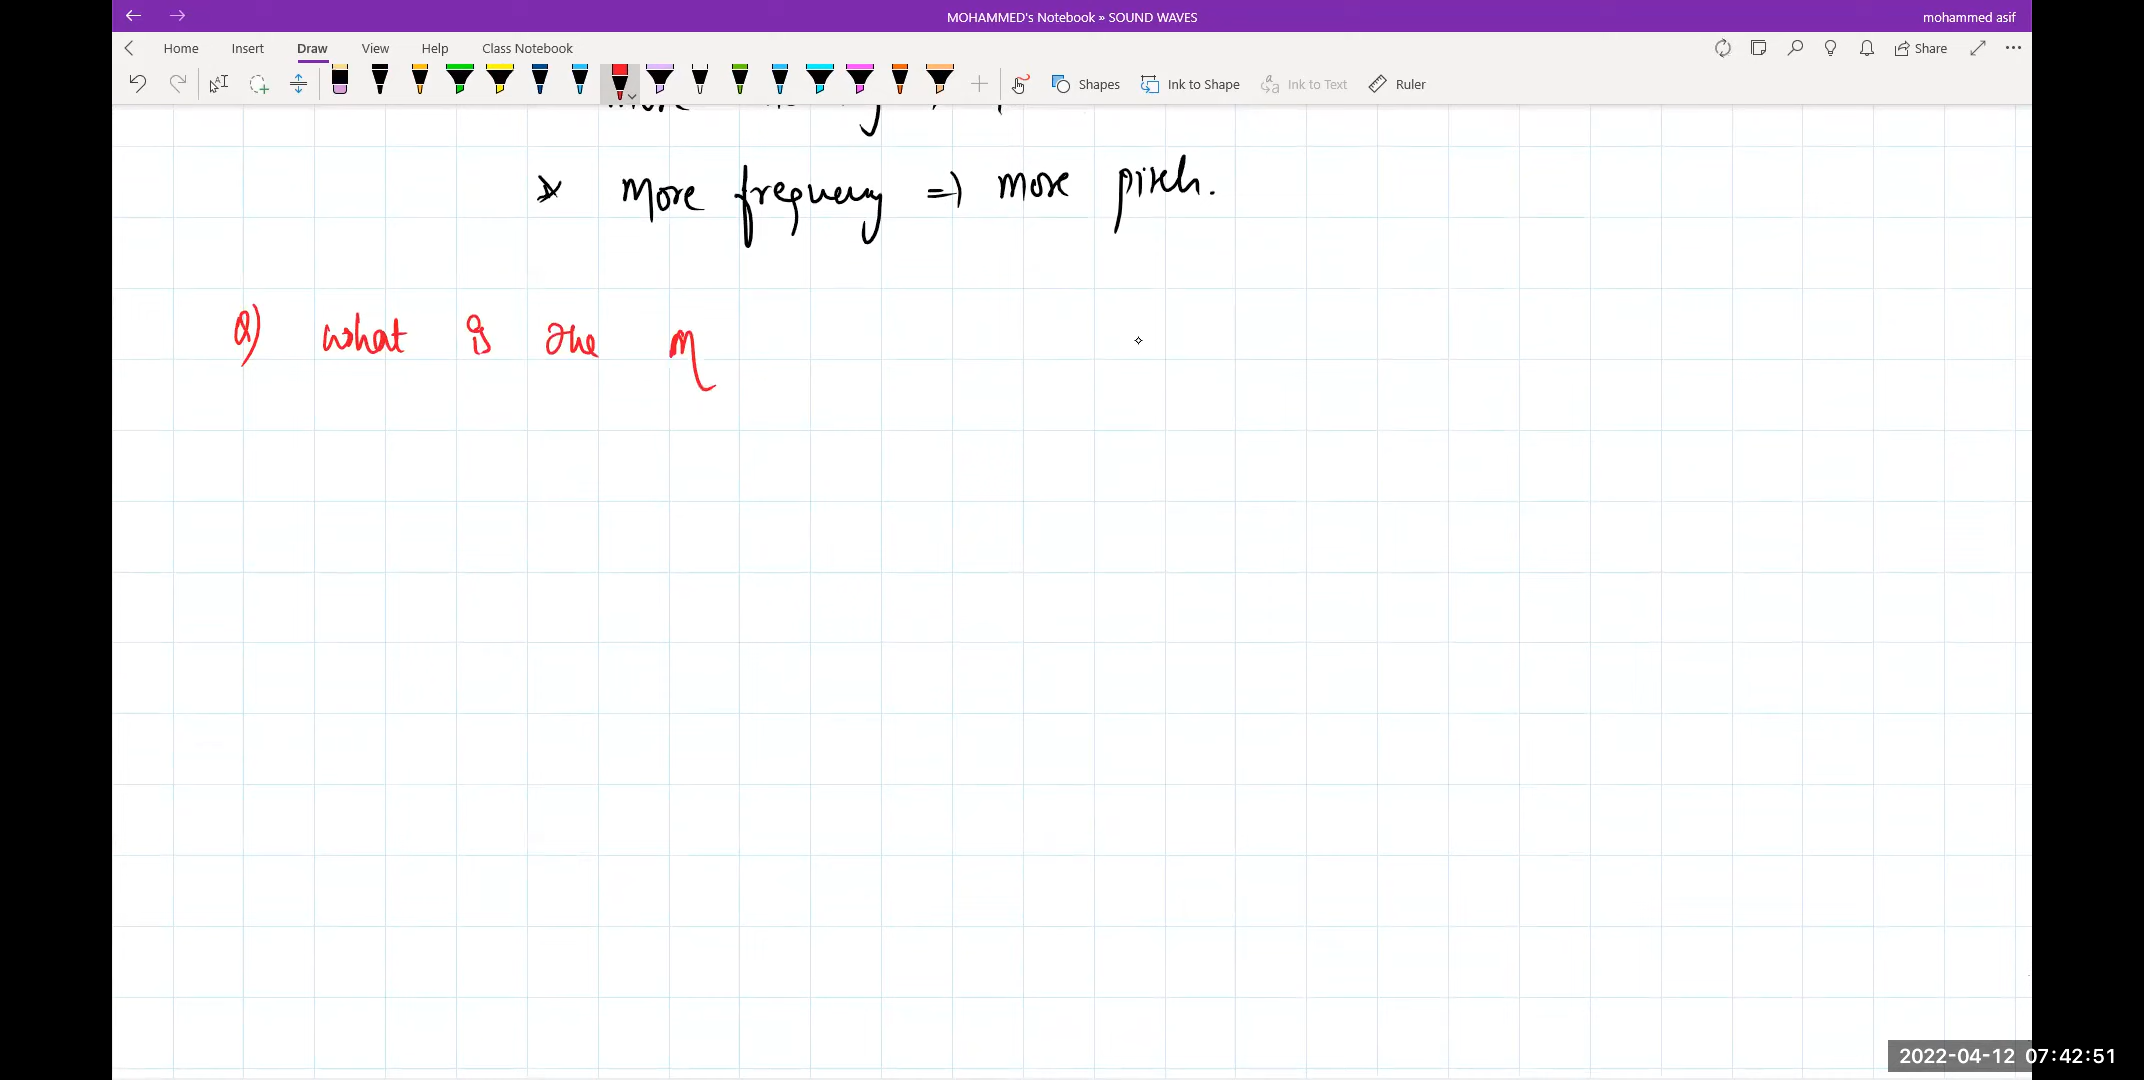 MOHAMMED's Notebook » SOUND WAVES
mohammed asif
Home Insert Draw View Help Class Notebook
Share
Shapes Ink to Shape Ink to Text Ruler
More frequency => more pitch.
Q) What is the m
2022-04-12 07:42:51